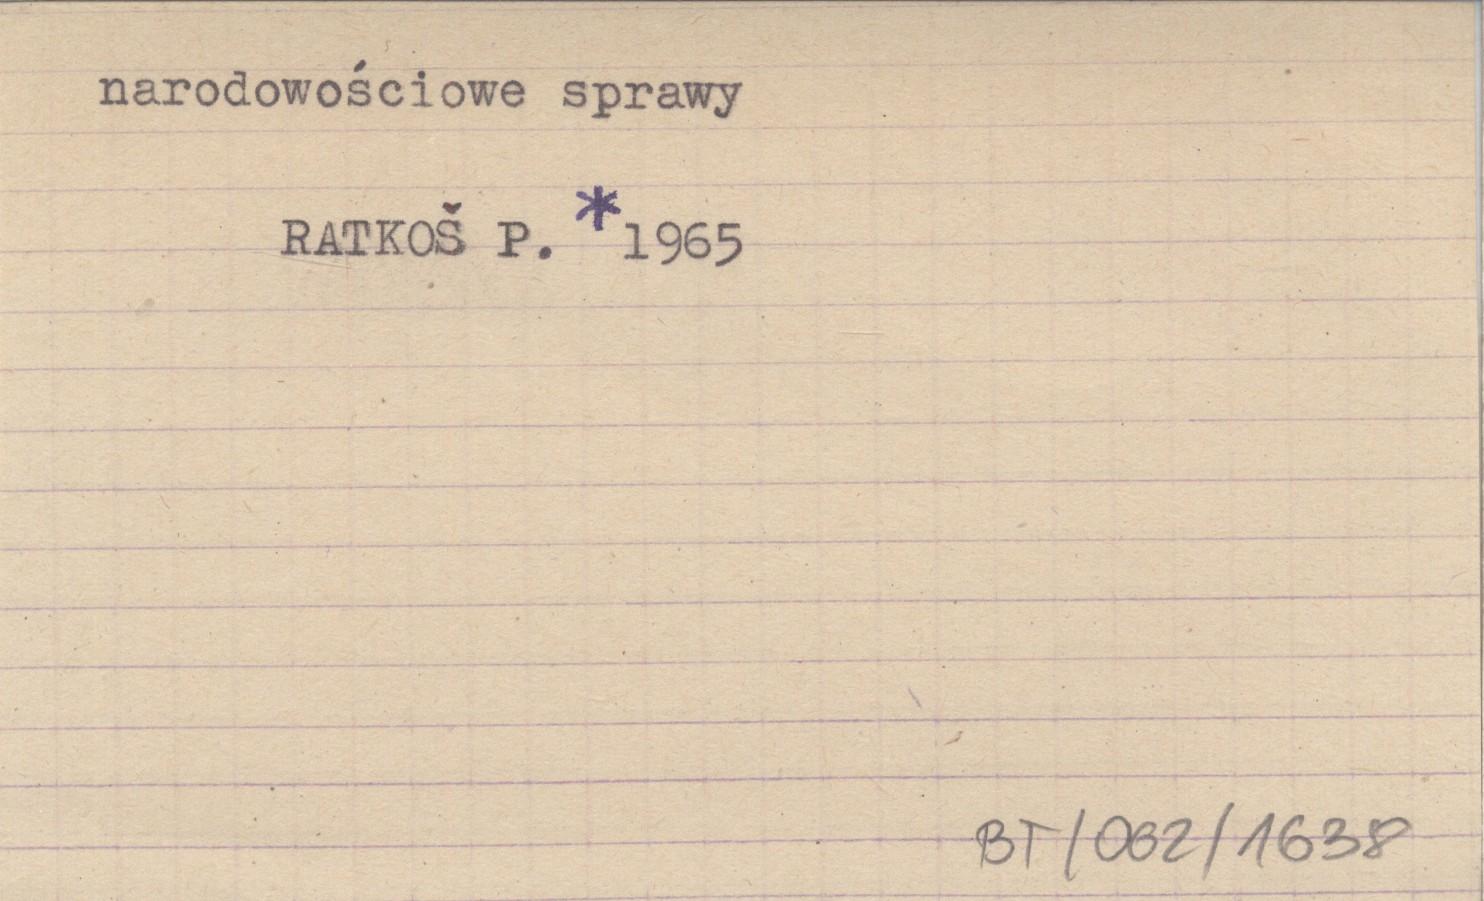 narodowościowe sprawy
RATKOŠ P. * 1965
BT/062/1638